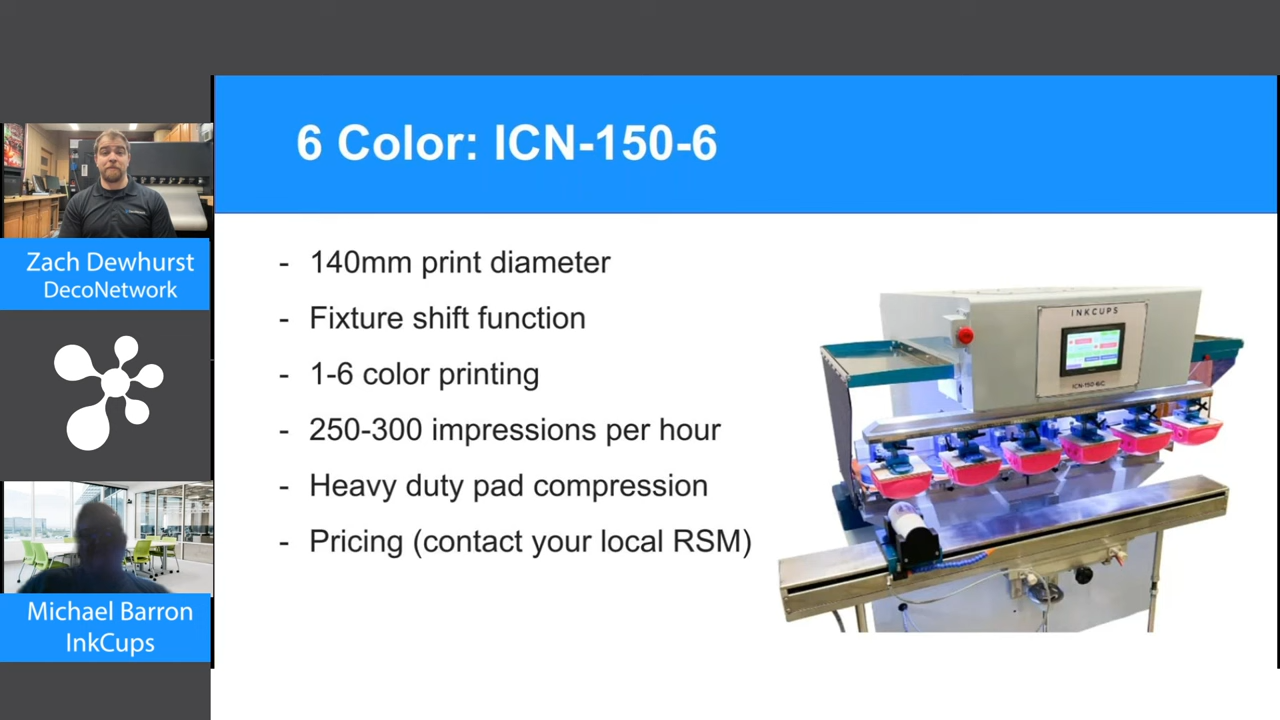 6 Color: ICN-150-6
Zach Dewhurst
DecoNetwork
- 140mm print diameter
- Fixture shift function
- 1-6 color printing
- 250-300 impressions per hour
- Heavy duty pad compression
- Pricing (contact your local RSM)
INKCUPS
ICN-150-6C
Michael Barron
InkCups